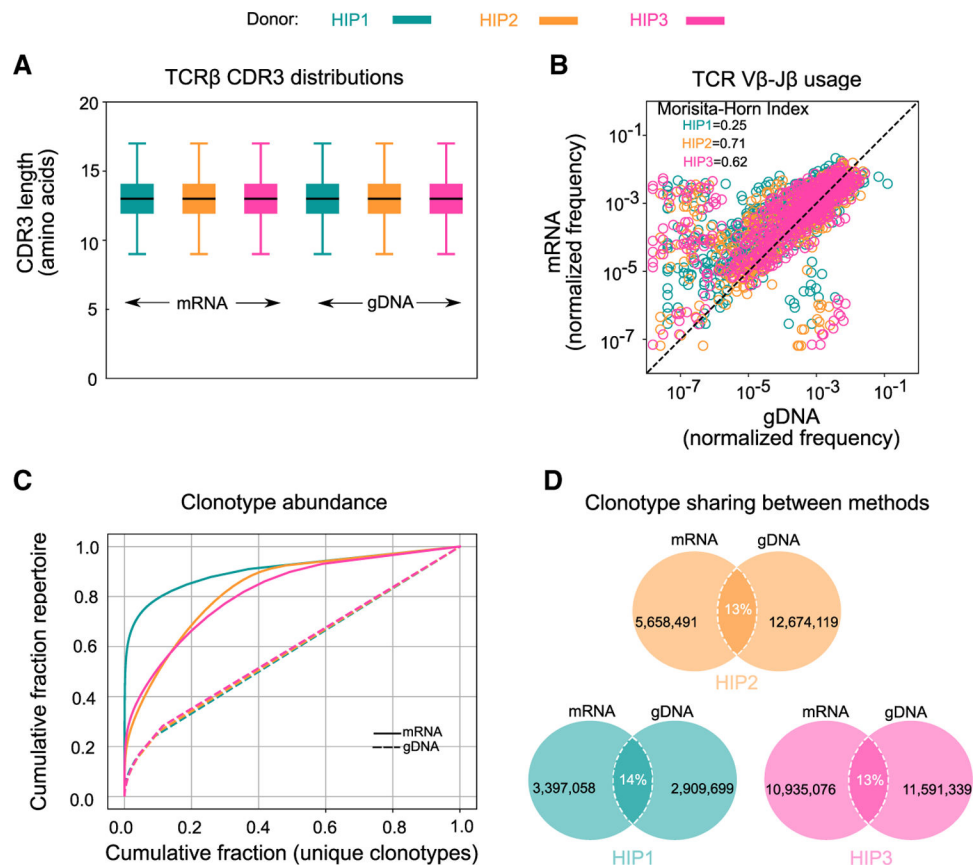 Donor: HIP1 HIP2 HIP3
A
TCRβ CDR3 distributions
CDR3 length
(amino acids)
20
15
10
5
0
mRNA gDNA
B
TCR Vβ-Jβ usage
Morisita-Horn Index
HIP1=0.25
HIP2=0.71
HIP3=0.62
mRNA
(normalized frequency)
10-1
10-3
10-5
10-7
10-7 10-5 10-3 10-1
gDNA
(normalized frequency)
C
Clonotype abundance
Cumulative fraction repertoire
1.0
0.8
0.6
0.4
0.2
0.0
mRNA
gDNA
0.0 0.2 0.4 0.6 0.8 1.0
Cumulative fraction (unique clonotypes)
D
Clonotype sharing between methods
mRNA gDNA
5,658,491 13% 12,674,119
HIP2
mRNA gDNA
3,397,058 14% 2,909,699
HIP1
mRNA gDNA
10,935,076 13% 11,591,339
HIP3